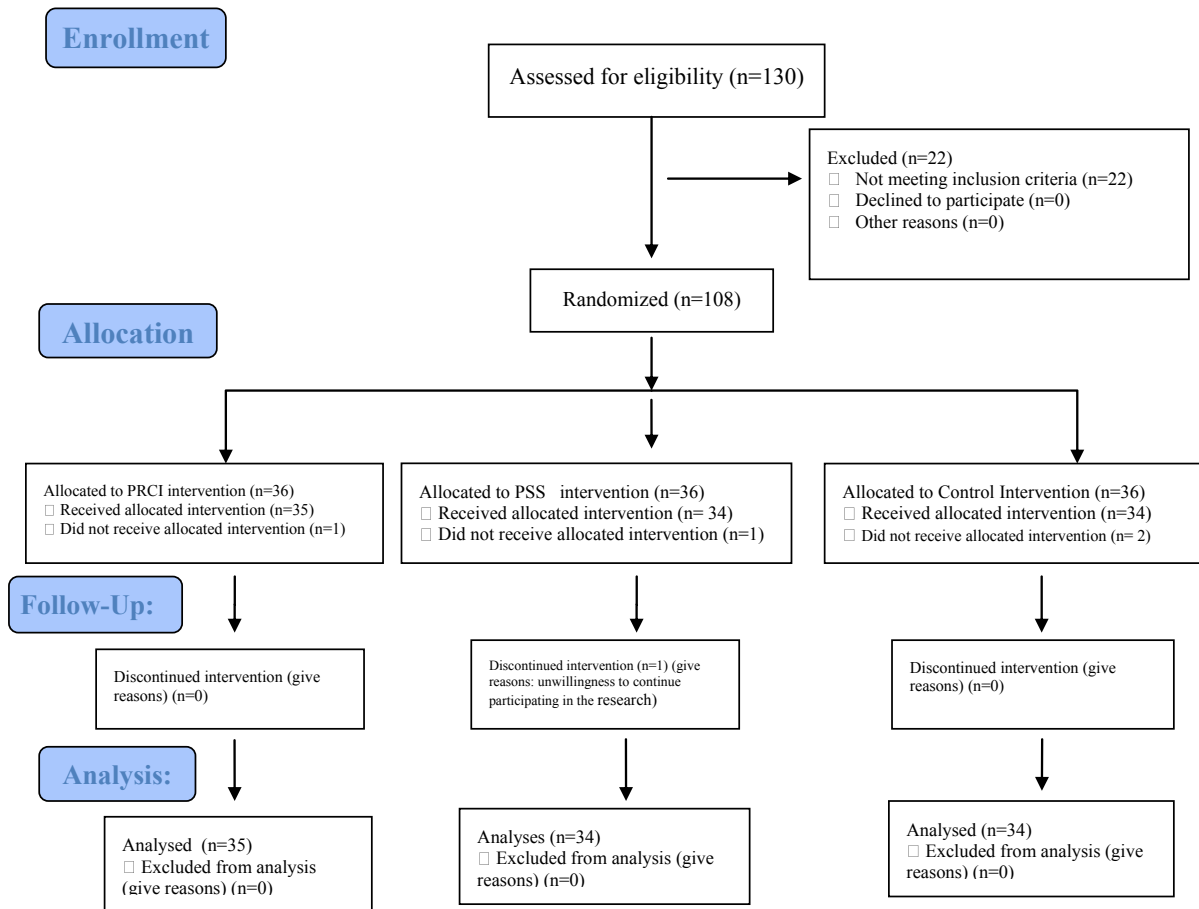 Enrollment
Assessed for eligibility (n=130)
Excluded (n=22)
Not meeting inclusion criteria (n=22)
Declined to participate (n=0)
Other reasons (n=0)
Randomized (n=108)
Allocation
Allocated to PRCI intervention (n=36)
Received allocated intervention (n=35)
Did not receive allocated intervention (n=1)
Allocated to PSS intervention (n=36)
Received allocated intervention (n= 34)
Did not receive allocated intervention (n=1)
Allocated to Control Intervention (n=36)
Received allocated intervention (n=34)
Did not receive allocated intervention (n= 2)
Follow-Up:
Discontinued intervention (give
reasons) (n=0)
Discontinued intervention (n=1) (give
reasons: unwillingness to continue
participating in the research)
Discontinued intervention (give
reasons) (n=0)
Analysis:
Analysed (n=35)
Excluded from analysis
(give reasons) (n=0)
Analyses (n=34)
Excluded from analysis (give
reasons) (n=0)
Analysed (n=34)
Excluded from analysis (give
reasons) (n=0)